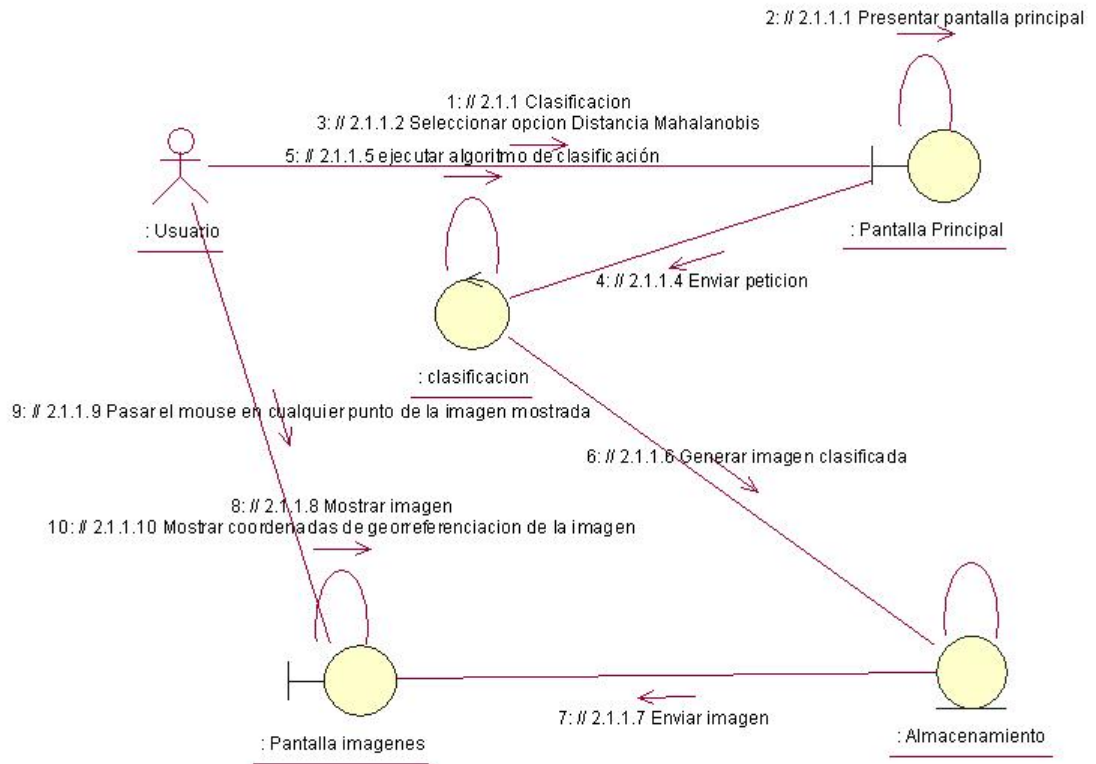 2: // 2.1.1.1 Presentar pantalla principal
1: // 2.1.1 Clasificacion
3: // 2.1.1.2 Seleccionar opcion Distancia Mahalanobis
5: // 2.1.1.5 ejecutar algoritmo de clasificación
: Usuario
: Pantalla Principal
4: // 2.1.1.4 Enviar peticion
: clasificacion
9: // 2.1.1.9 Pasar el mouse en cualquier punto de la imagen mostrada
6: // 2.1.1.6 Generar imagen clasificada
8: // 2.1.1.8 Mostrar imagen
10: // 2.1.1.10 Mostrar coordenadas de georreferenciacion de la imagen
7: // 2.1.1.7 Enviar imagen
: Pantalla imagenes
: Almacenamiento